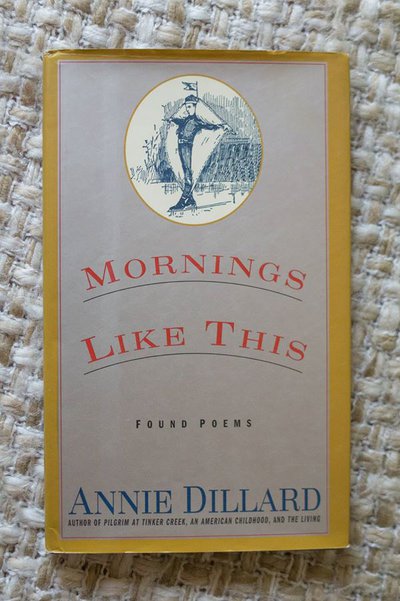 MORNINGS
LIKE THIS
FOUND POEMS
ANNIE DILLARD
AUTHOR OF PILGRIM AT TINKER CREEK, AN AMERICAN CHILDHOOD, AND THE LIVING